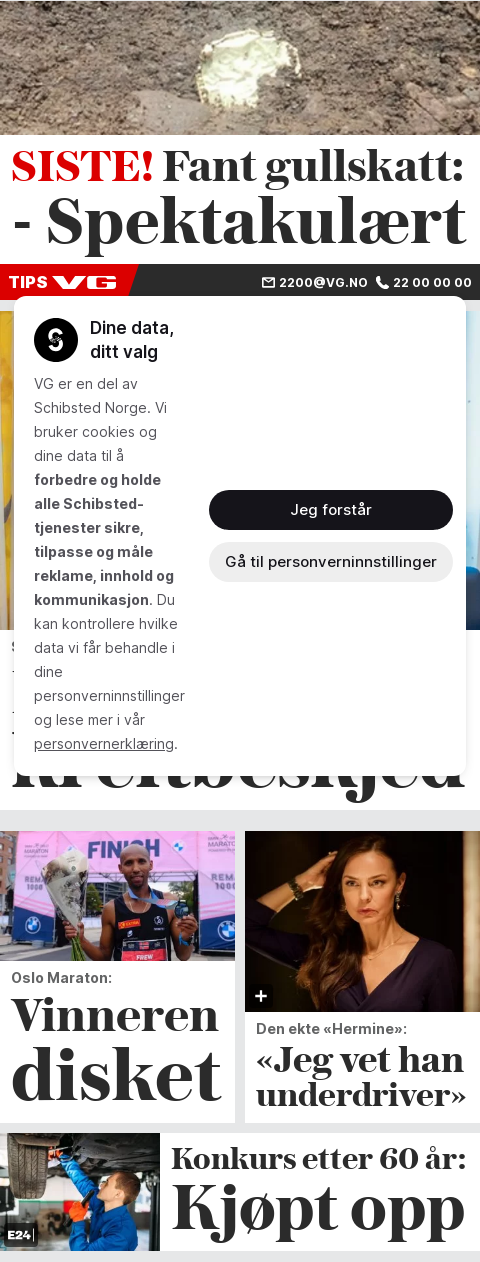 SISTE! Fant gullskatt:
- Spektakulært
TIPS VG 2200@VG.NO 22 00 00 00
Dine data,
ditt valg
VG er en del av
Schibsted Norge. Vi
bruker cookies og
dine data til å
forbedre og holde
alle Schibsted-
tjenester sikre,
tilpasse og måle
reklame, innhold og
kommunikasjon. Du
kan kontrollere hvilke
data vi får behandle i
dine
personverninnstillinger
og lese mer i vår
personvernerklæring.
Jeg forstår
Gå til personverninnstillinger
FINISH
Oslo Maraton:
Vinneren
disket
Den ekte «Hermine»:
«Jeg vet han
underdriver»
E24
Konkurs etter 60 år:
Kjøpt opp